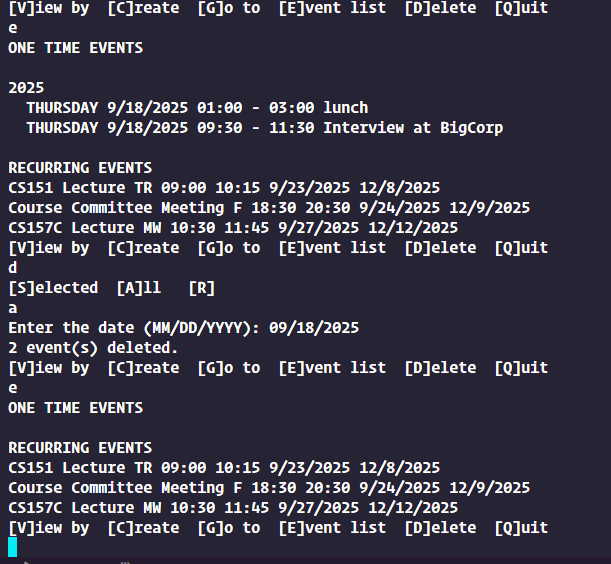 [V]iew by  [C]reate  [G]o to  [E]vent list  [D]elete  [Q]uit
e
ONE TIME EVENTS

2025
  THURSDAY 9/18/2025 01:00 - 03:00 lunch
  THURSDAY 9/18/2025 09:30 - 11:30 Interview at BigCorp

RECURRING EVENTS
CS151 Lecture TR 09:00 10:15 9/23/2025 12/8/2025
Course Committee Meeting F 18:30 20:30 9/24/2025 12/9/2025
CS157C Lecture MW 10:30 11:45 9/27/2025 12/12/2025
[V]iew by  [C]reate  [G]o to  [E]vent list  [D]elete  [Q]uit
d
[S]elected  [A]ll   [R]
a
Enter the date (MM/DD/YYYY): 09/18/2025
2 event(s) deleted.
[V]iew by  [C]reate  [G]o to  [E]vent list  [D]elete  [Q]uit
e
ONE TIME EVENTS

RECURRING EVENTS
CS151 Lecture TR 09:00 10:15 9/23/2025 12/8/2025
Course Committee Meeting F 18:30 20:30 9/24/2025 12/9/2025
CS157C Lecture MW 10:30 11:45 9/27/2025 12/12/2025
[V]iew by  [C]reate  [G]o to  [E]vent list  [D]elete  [Q]uit